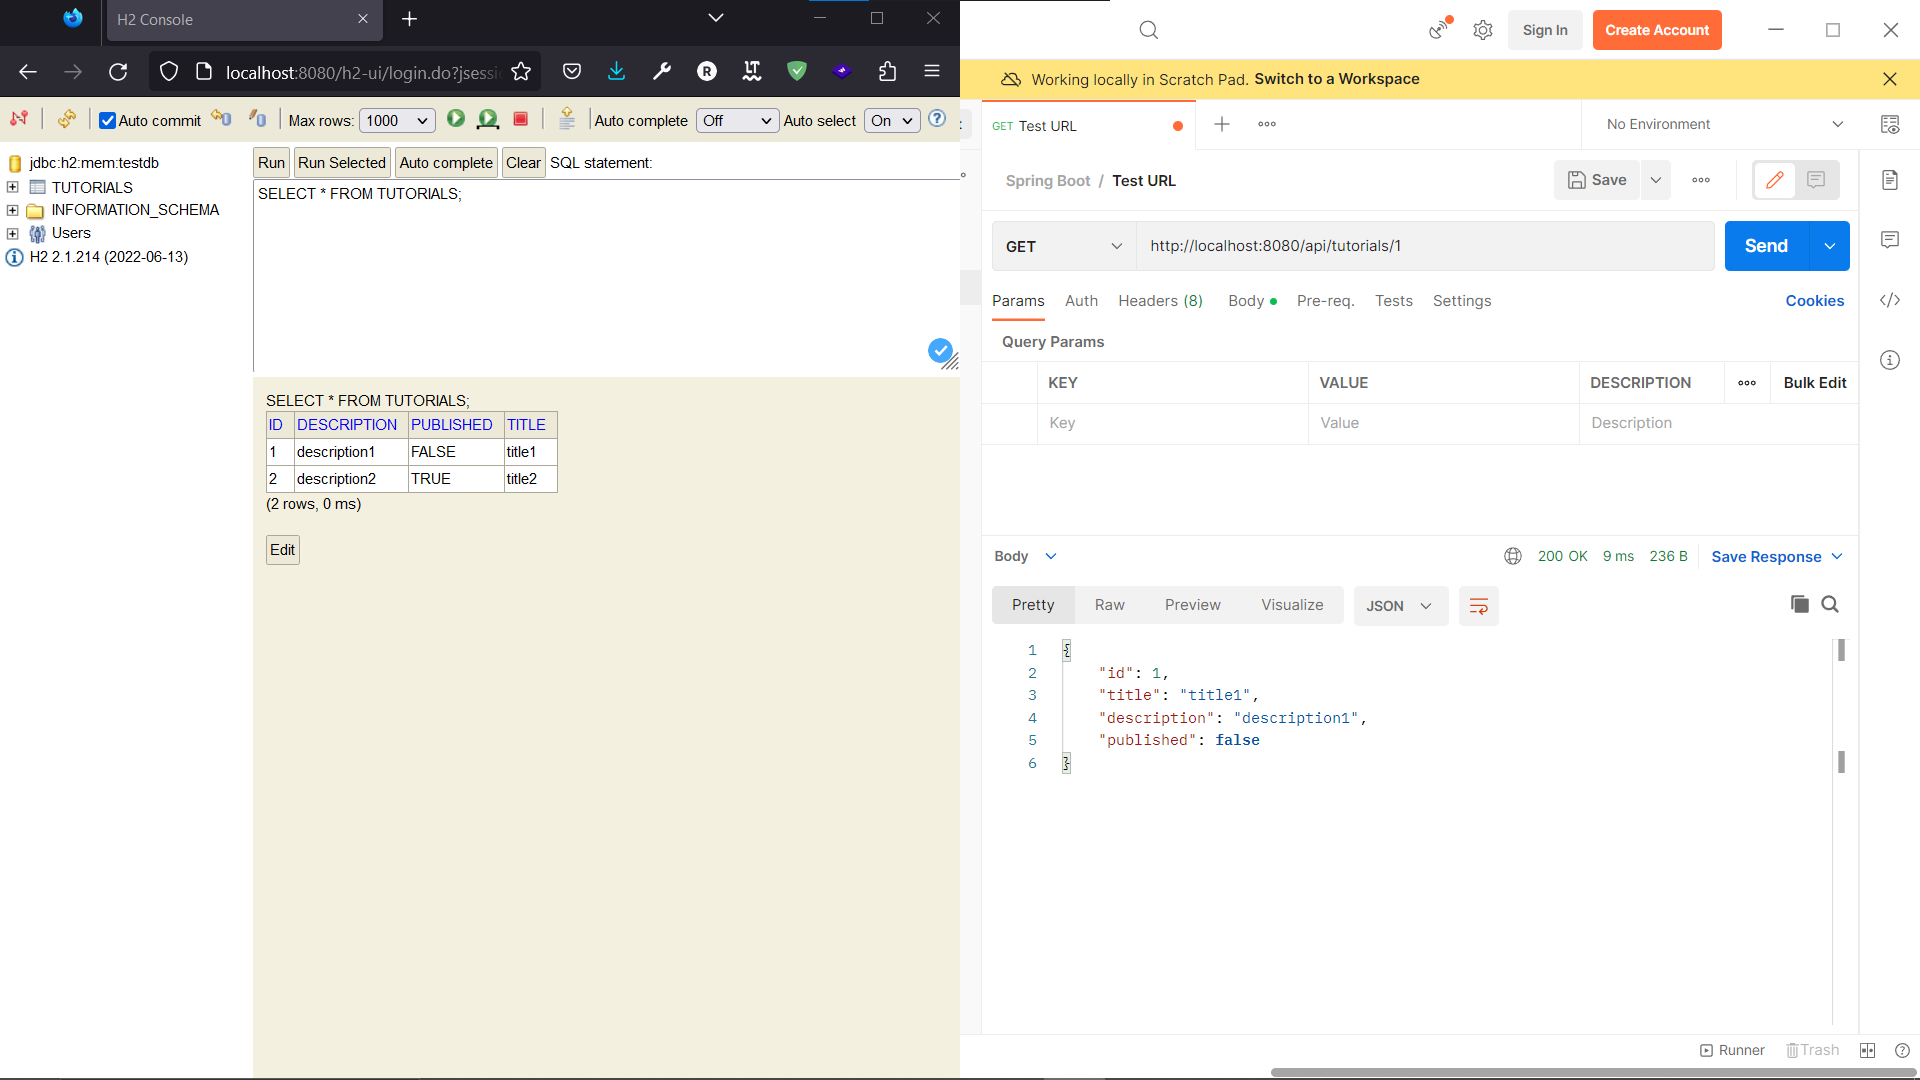 H2 Console
localhost:8080/h2-ui/login.do?jsessi
Auto commit
Max rows: 1000
Auto complete Off
Auto select On
jdbc:h2:mem:testdb
TUTORIALS
INFORMATION_SCHEMA
Users
H2 2.1.214 (2022-06-13)
Run
Run Selected
Auto complete
Clear
SQL statement:
SELECT * FROM TUTORIALS;
SELECT * FROM TUTORIALS;
ID DESCRIPTION PUBLISHED TITLE
1 description1 FALSE title1
2 description2 TRUE title2
(2 rows, 0 ms)
Edit
Sign In
Create Account
Working locally in Scratch Pad. Switch to a Workspace
GET Test URL
No Environment
Spring Boot / Test URL
Save
GET
http://localhost:8080/api/tutorials/1
Send
Params Auth Headers (8) Body Pre-req. Tests Settings
Cookies
Query Params
KEY VALUE DESCRIPTION
Bulk Edit
Key Value Description
Body
200 OK 9 ms 236 B Save Response
Pretty Raw Preview Visualize JSON
1 {
2 "id": 1,
3 "title": "title1",
4 "description": "description1",
5 "published": false
6 }
Runner Trash